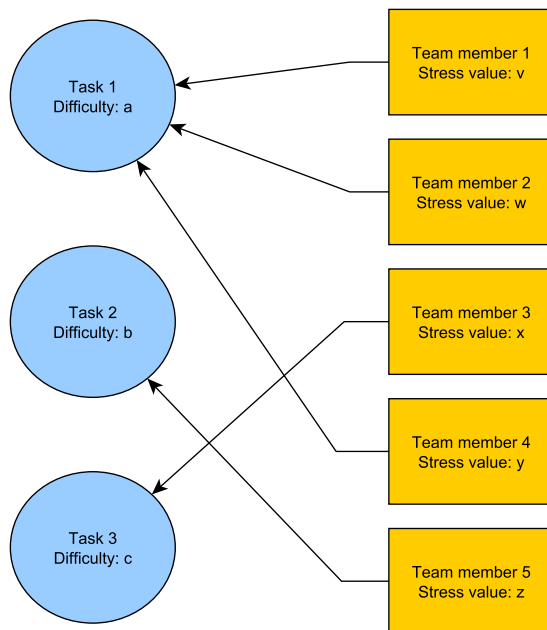 Task 1
Difficulty: a
Team member 1
Stress value: v
Team member 2
Stress value: w
Task 2
Difficulty: b
Team member 3
Stress value: x
Team member 4
Stress value: y
Task 3
Difficulty: c
Team member 5
Stress value: z